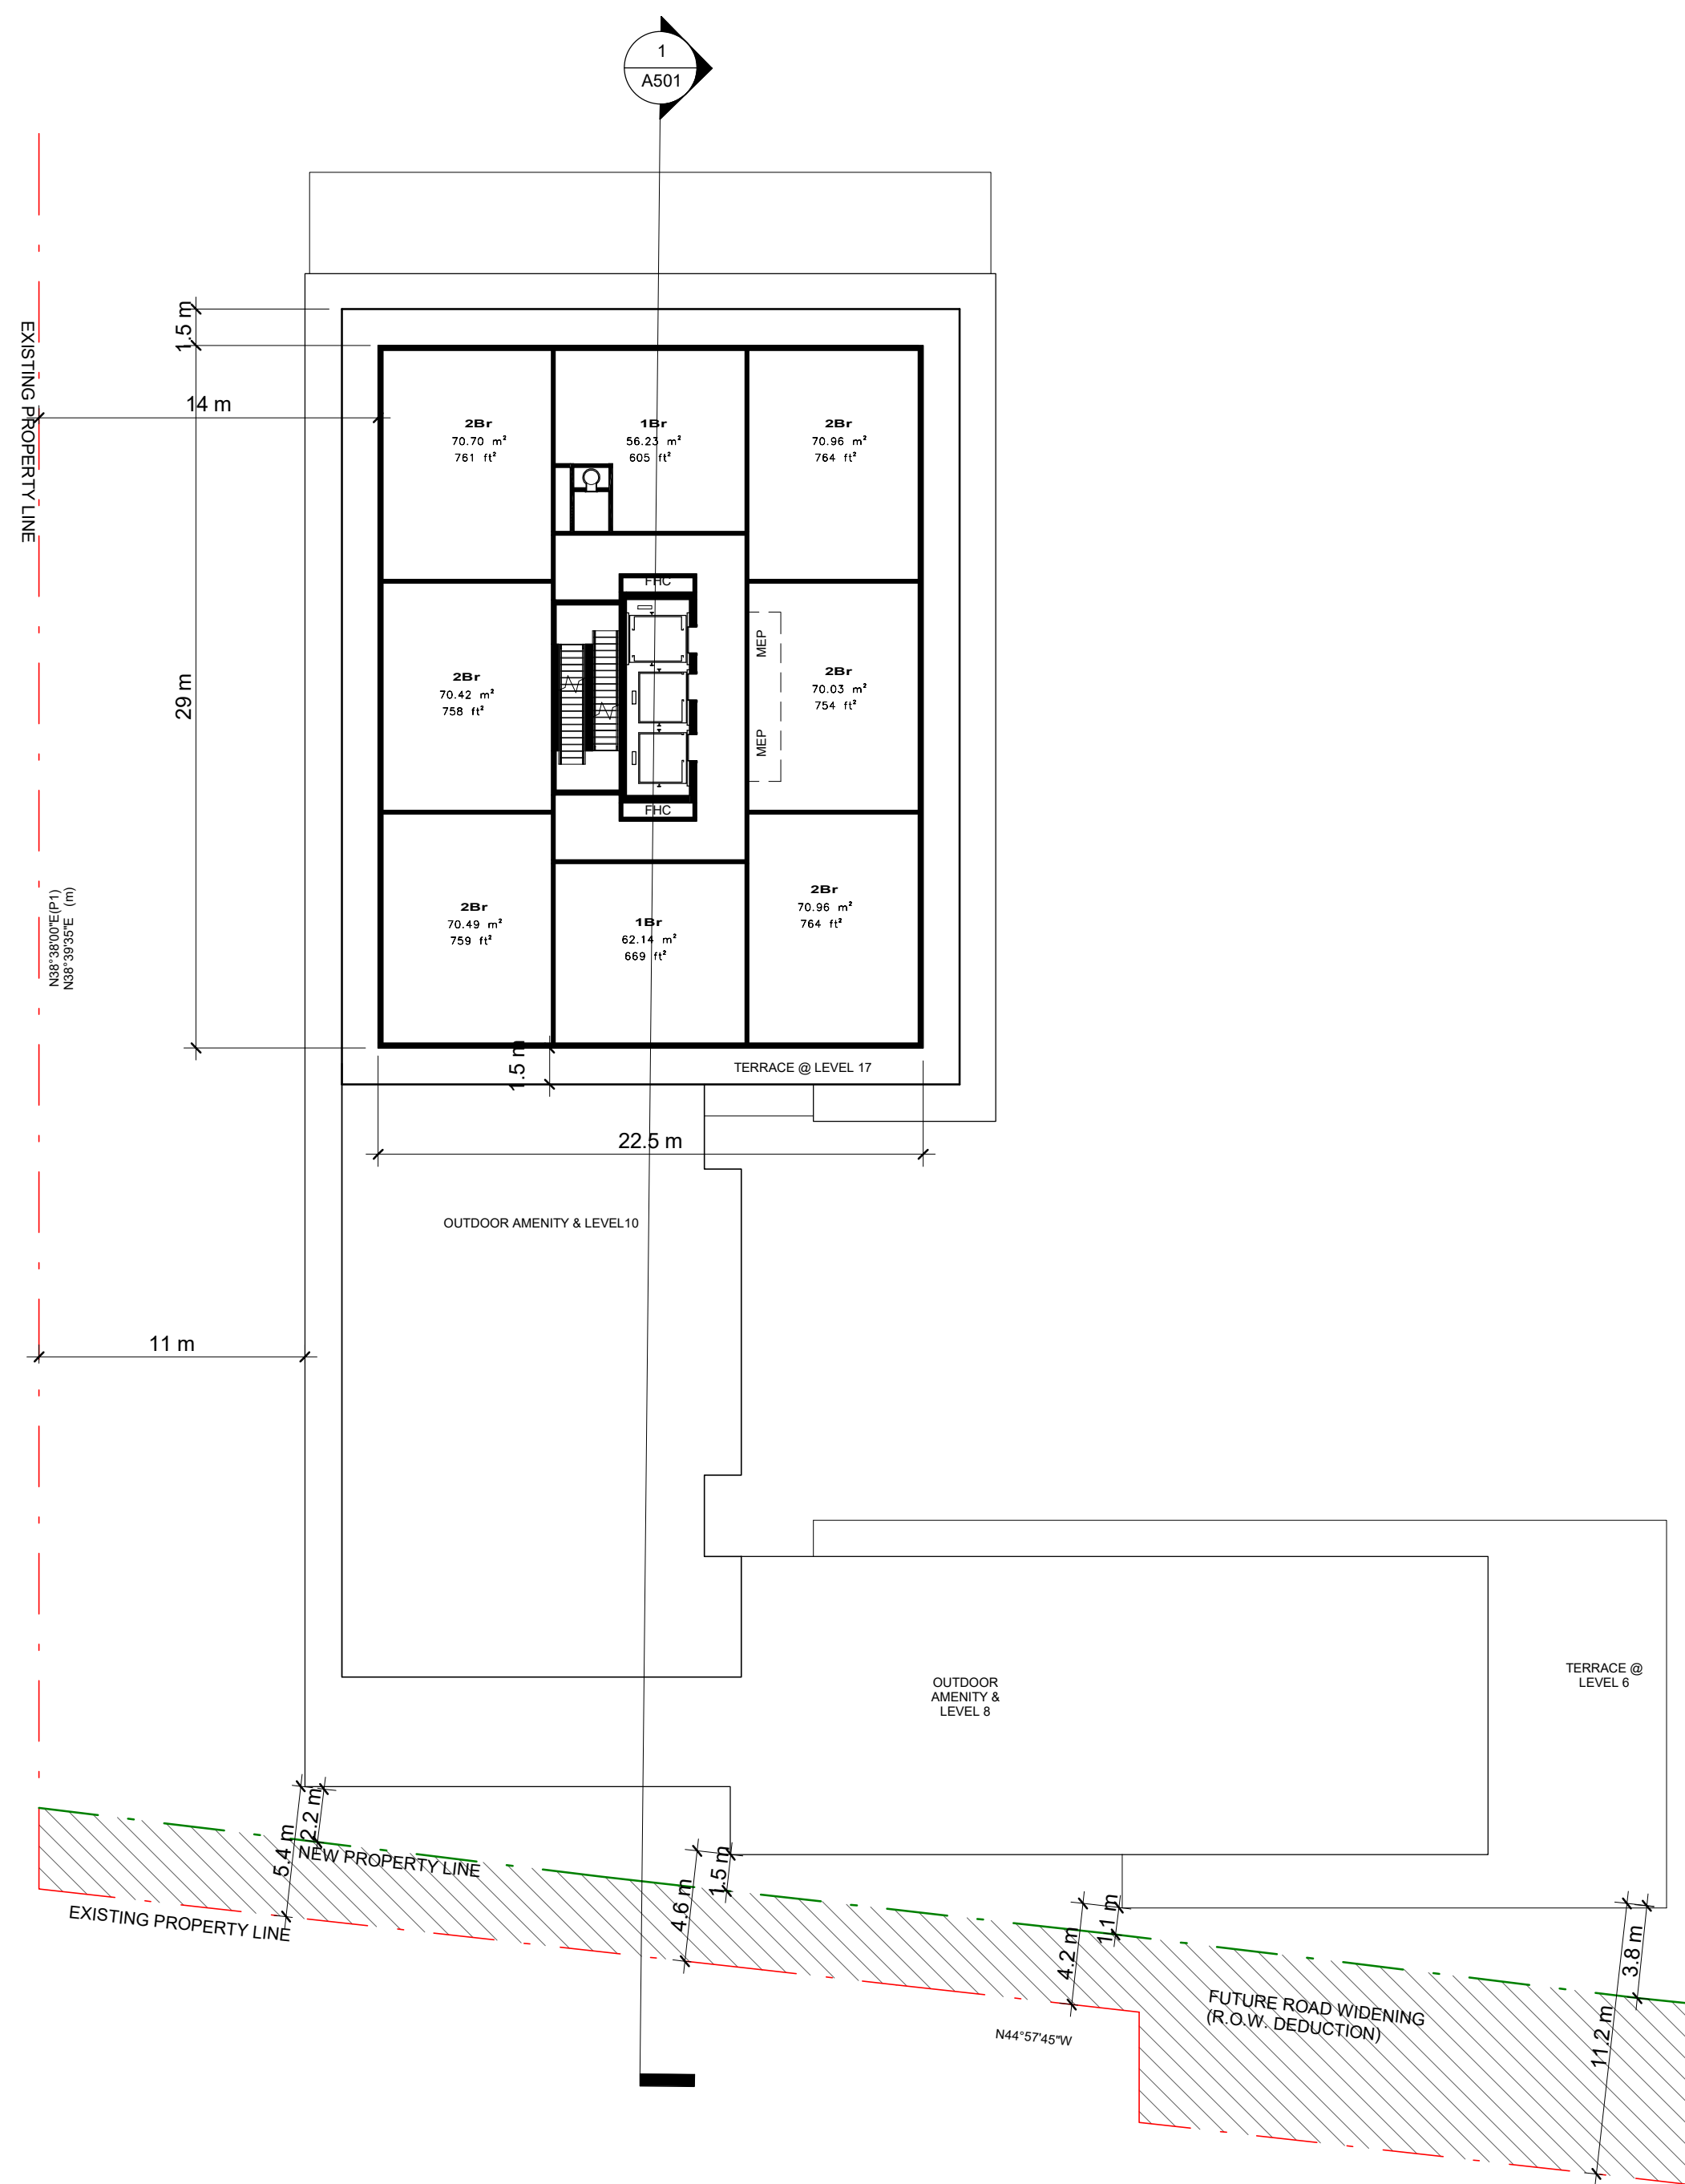 1
A501
1.5 m
EXISTING PROPERTY LINE
14 m
2Br
70.70 m²
761 ft²
1Br
56.23 m²
605 ft²
2Br
70.96 m²
764 ft²
FHC
MEP
29 m
2Br
70.42 m²
758 ft²
2Br
70.03 m²
754 ft²
MEP
FHC
N38°38'00"E(P1)
N38°39'35"E (m)
2Br
70.49 m²
759 ft²
1Br
62.14 m²
669 ft²
2Br
70.96 m²
764 ft²
1.5 m
TERRACE @ LEVEL 17
22.5 m
OUTDOOR AMENITY & LEVEL10
11 m
OUTDOOR
AMENITY &
LEVEL 8
TERRACE @
LEVEL 6
2.2 m
5.4 m
NEW PROPERTY LINE
1.5 m
4.6 m
EXISTING PROPERTY LINE
1.1 m
4.2 m
3.8 m
FUTURE ROAD WIDENING
(R.O.W. DEDUCTION)
11.2 m
N44°57'45"W